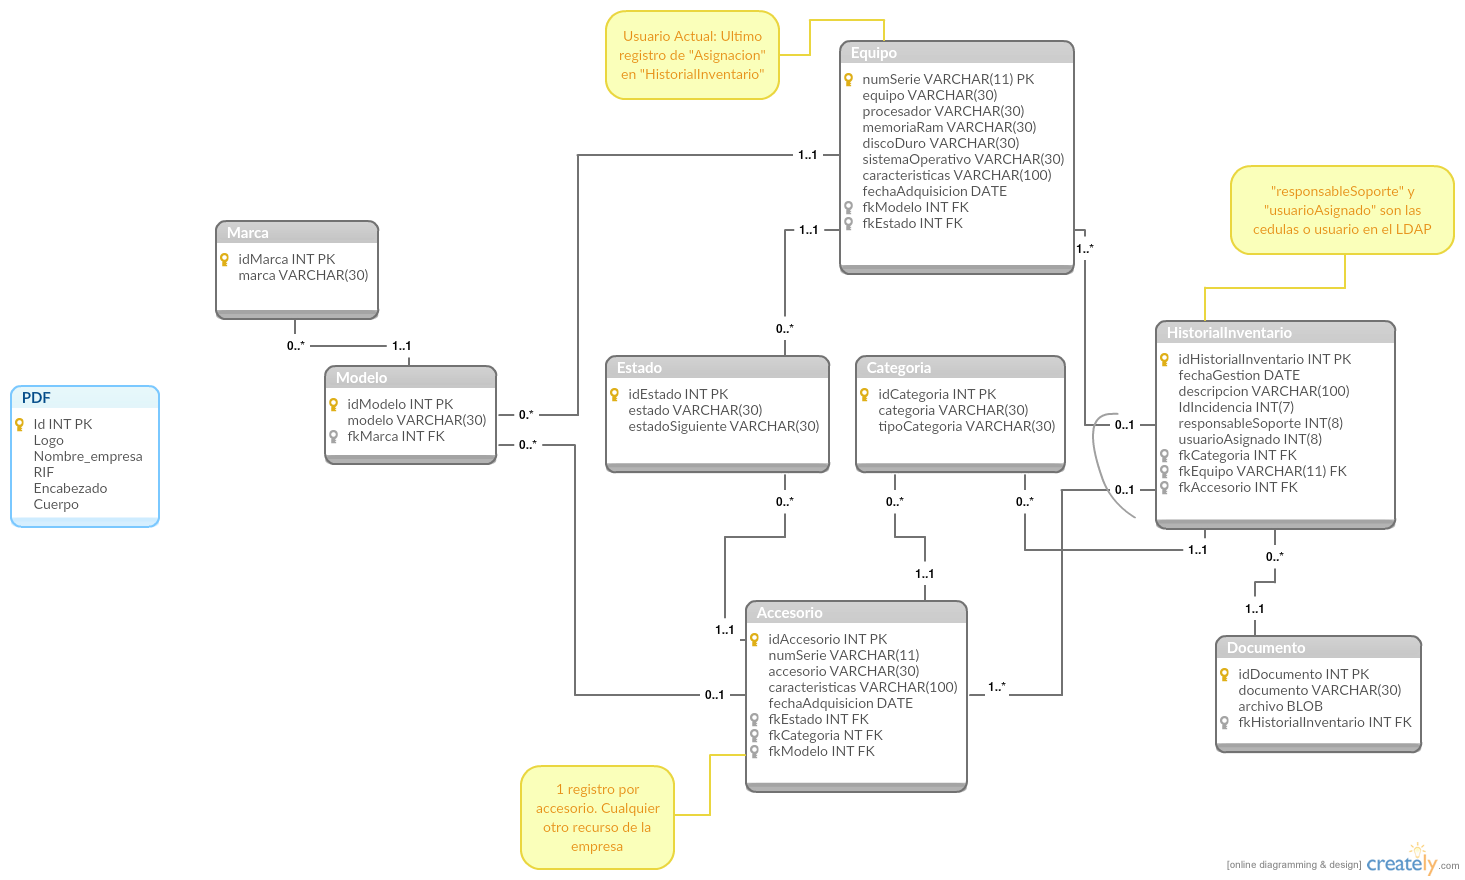 Usuario Actual: Ultimo
registro de "Asignacion"
en "HistorialInventario"
Equipo
numSerie VARCHAR(11) PK
equipo VARCHAR(30)
procesador VARCHAR(30)
memoriaRam VARCHAR(30)
discoDuro VARCHAR(30)
sistemaOperativo VARCHAR(30)
caracteristicas VARCHAR(100)
fechaAdquisicion DATE
fkModelo INT FK
fkEstado INT FK
1..1
1..1
1..*
"responsableSoporte" y
"usuarioAsignado" son las
cedulas o usuario en el LDAP
Marca
idMarca INT PK
marca VARCHAR(30)
0..*
1..1
0..*
Modelo
idModelo INT PK
modelo VARCHAR(30)
fkMarca INT FK
0..*
0..*
PDF
Id INT PK
Logo
Nombre_empresa
RIF
Encabezado
Cuerpo
Estado
idEstado INT PK
estado VARCHAR(30)
estadoSiguiente VARCHAR(30)
Categoria
idCategoria INT PK
categoria VARCHAR(30)
tipoCategoria VARCHAR(30)
HistorialInventario
idHistorialInventario INT PK
fechaGestion DATE
descripcion VARCHAR(100)
IdIncidencia INT(7)
responsableSoporte INT(8)
usuarioAsignado INT(8)
fkCategoria INT FK
fkEquipo VARCHAR(11) FK
fkAccesorio INT FK
0..1
0..1
0..*
0..*
0..*
1..1
0..*
1..1
1..1
1..1
0..1
1..*
Accesorio
idAccesorio INT PK
numSerie VARCHAR(11)
accesorio VARCHAR(30)
caracteristicas VARCHAR(100)
fechaAdquisicion DATE
fkEstado INT FK
fkCategoria NT FK
fkModelo INT FK
Documento
idDocumento INT PK
documento VARCHAR(30)
archivo BLOB
fkHistorialInventario INT FK
1 registro por
accesorio. Cualquier
otro recurso de la
empresa
[online diagramming & design] creately.com